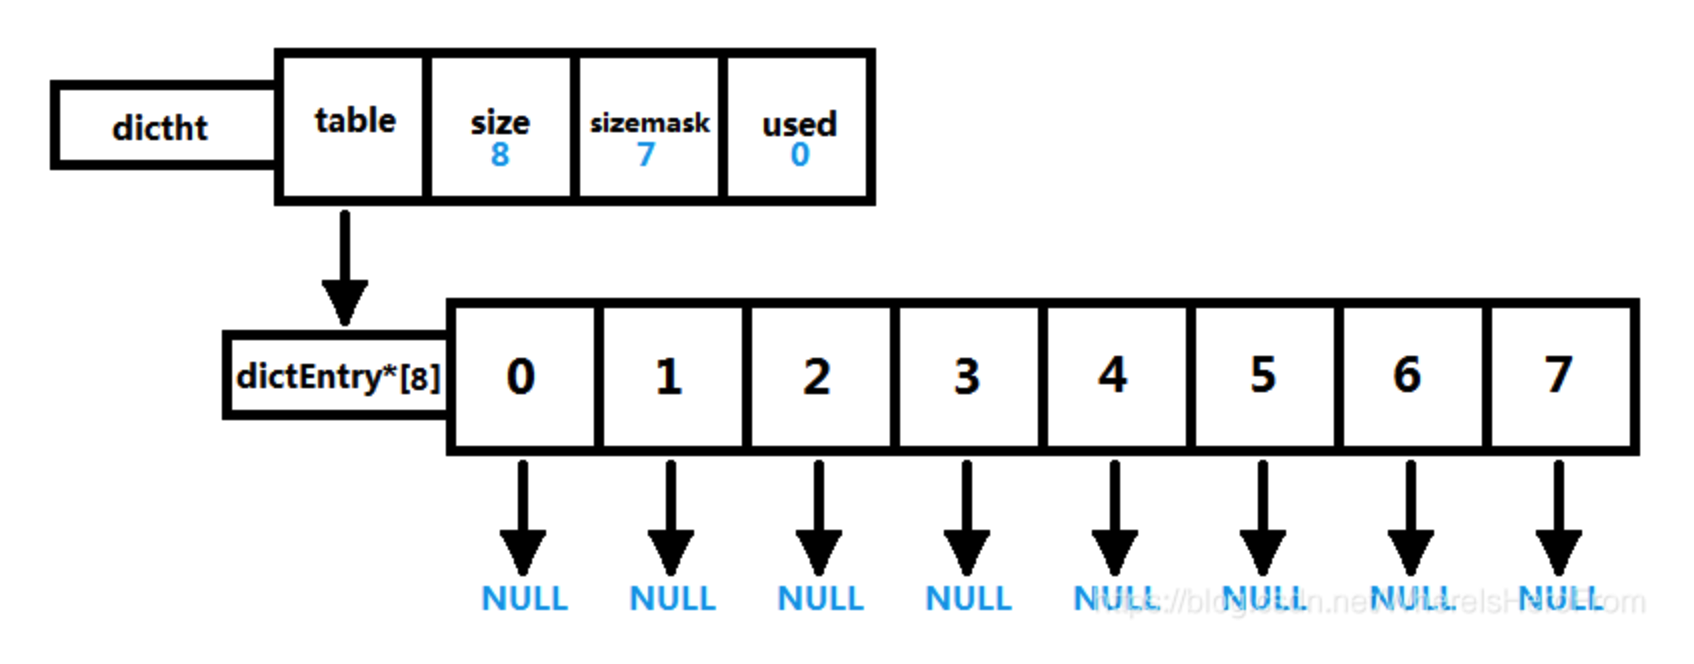 dictht table size sizemask used
8 7 0
dictEntry*[8] 0 1 2 3 4 5 6 7
NULL NULL NULL NULL NULL NULL NULL NULL
https://blog.csdn.net/WhereIsHeroFrom